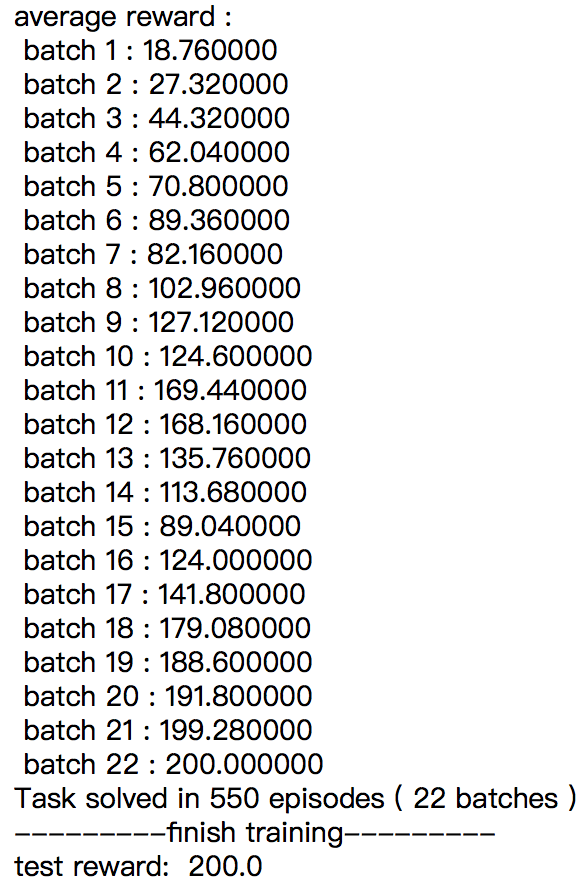 average reward :
batch 1 : 18.760000
batch 2 : 27.320000
batch 3 : 44.320000
batch 4 : 62.040000
batch 5 : 70.800000
batch 6 : 89.360000
batch 7 : 82.160000
batch 8 : 102.960000
batch 9 : 127.120000
batch 10 : 124.600000
batch 11 : 169.440000
batch 12 : 168.160000
batch 13 : 135.760000
batch 14 : 113.680000
batch 15 : 89.040000
batch 16 : 124.000000
batch 17 : 141.800000
batch 18 : 179.080000
batch 19 : 188.600000
batch 20 : 191.800000
batch 21 : 199.280000
batch 22 : 200.000000
Task solved in 550 episodes ( 22 batches )
---------finish training---------
test reward:  200.0